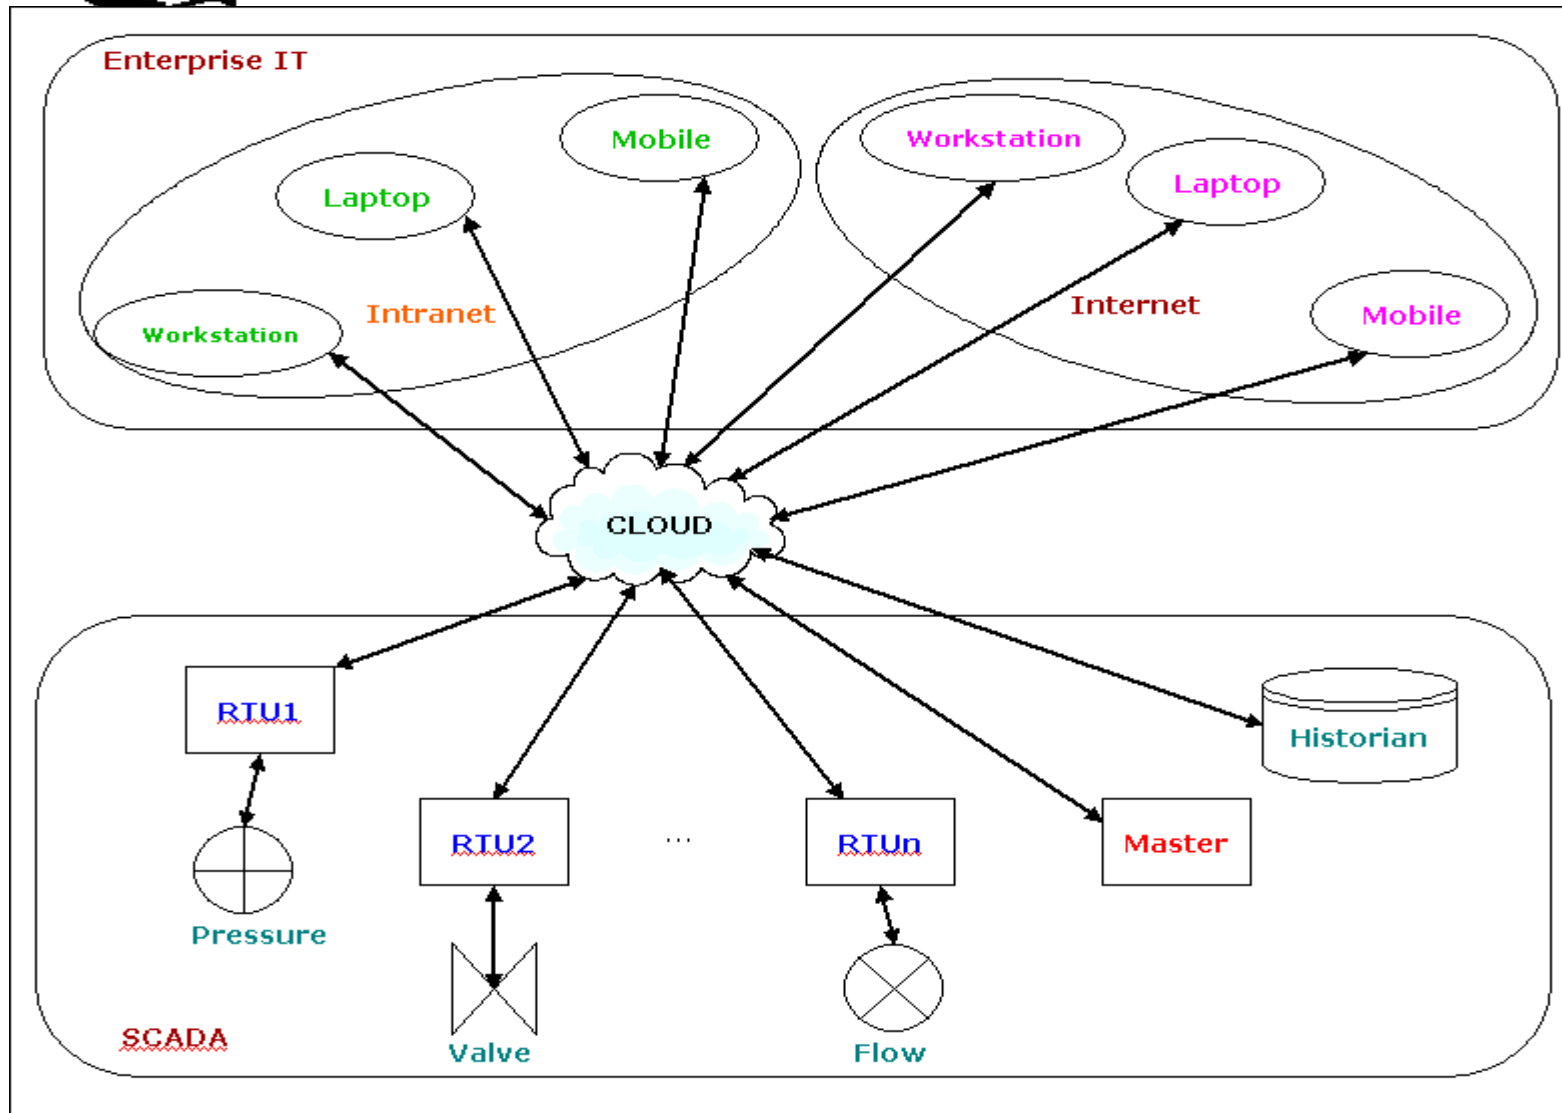 Enterprise IT
Mobile
Workstation
Laptop
Laptop
Intranet
Internet
Workstation
Mobile
CLOUD
RTU1
Historian
RTU2
...
RTUn
Master
Pressure
SCADA
Valve
Flow